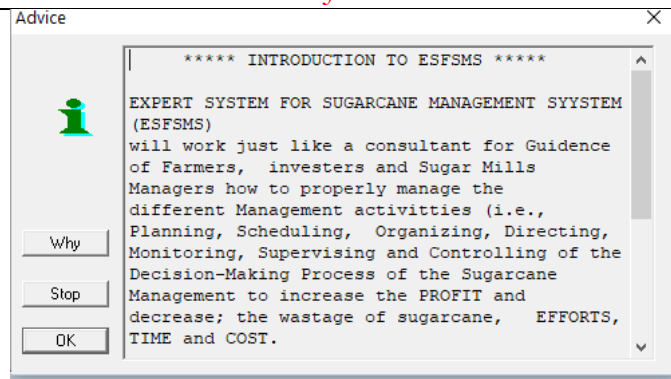 Advice
***** INTRODUCTION TO ESFSMS *****
EXPERT SYSTEM FOR SUGARCANE MANAGEMENT SYYSTEM
(ESFSMS)
will work just like a consultant for Guidence
of Farmers, investers and Sugar Mills
Managers how to properly manage the
different Management activitties (i.e.,
Planning, Scheduling, Organizing, Directing,
Monitoring, Supervising and Controlling of the
Decision-Making Process of the Sugarcane
Management to increase the PROFIT and
decrease; the wastage of sugarcane, EFFORTS,
TIME and COST.
Why
Stop
OK